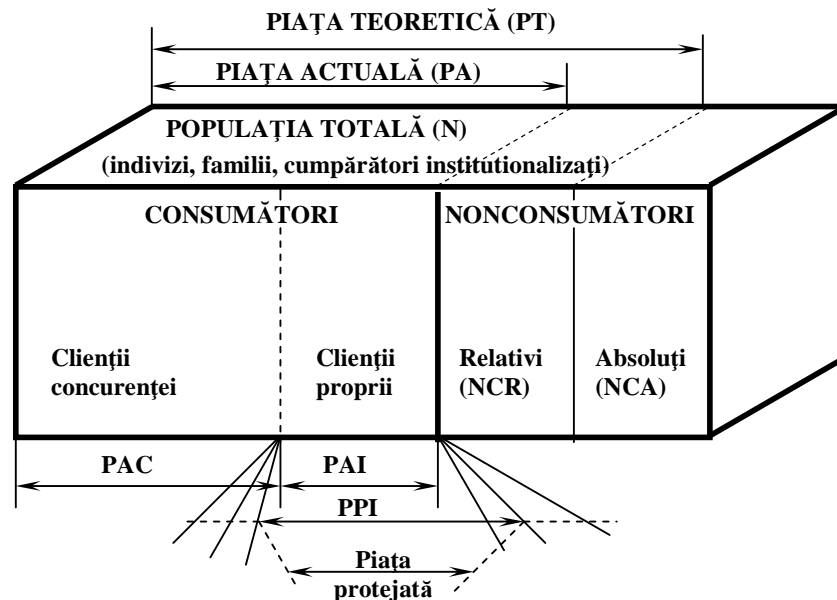 PIAŢA TEORETICĂ (PT)
PIAŢA ACTUALĂ (PA)
POPULAŢIA TOTALĂ (N)
(indivizi, familii, cumpărători institutionalizaţi)
CONSUMĂTORI
NONCONSUMĂTORI
Clienţii
concurenţei
Clienţii
proprii
Relativi
(NCR)
Absoluţi
(NCA)
PAC
PAI
PPI
Piaţa
protejată